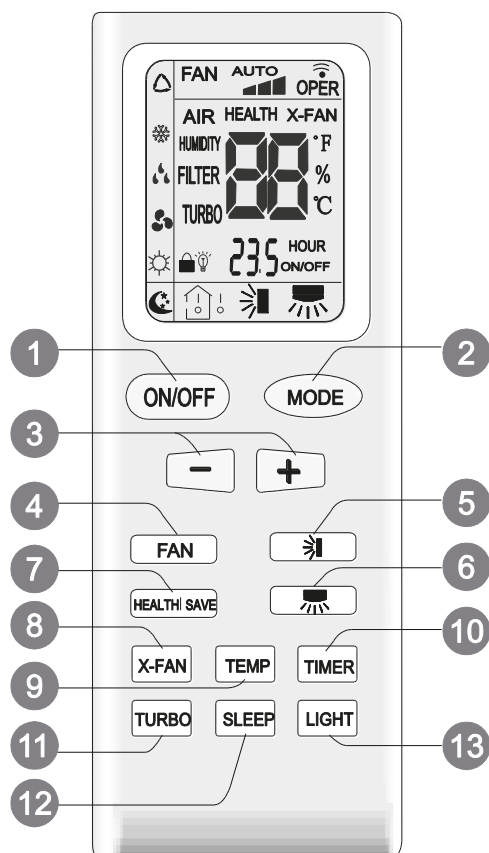 FAN AUTO OPER
AIR HEALTH X-FAN
HUMIDITY 88 °F
FILTER %
TURBO °C
23.5 HOUR
ON/OFF
1 2
ON/OFF MODE
3
- +
4 5
FAN
7 6
HEALTH SAVE
8 10
X-FAN TEMP TIMER
9
TURBO SLEEP LIGHT
11 13
12